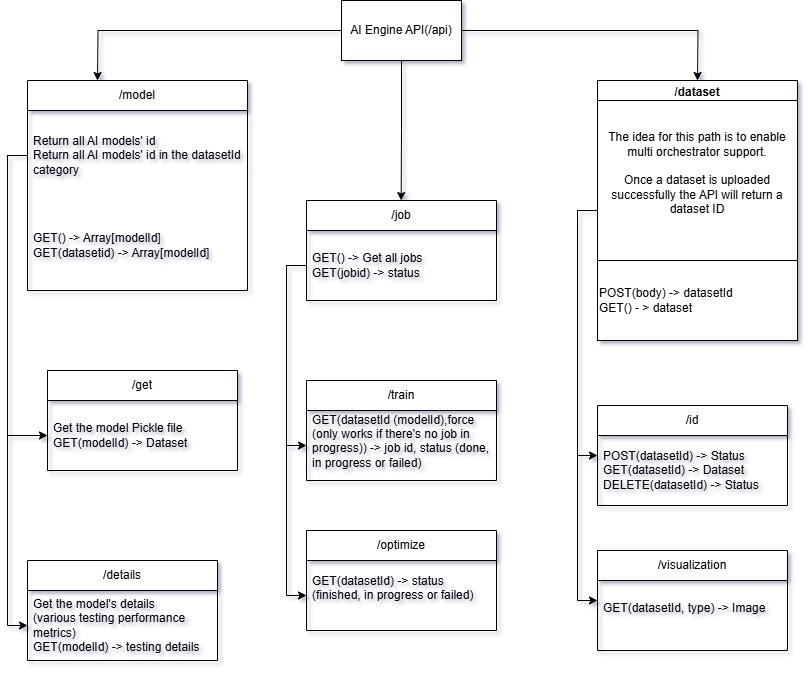 AI Engine API(/api)
/model
Return all AI models' id
Return all AI models' id in the datasetId
category
GET() -> Array[modelId]
GET(datasetid) -> Array[modelId]
/get
Get the model Pickle file
GET(modelId) -> Dataset
/details
Get the model's details
(various testing performance
metrics)
GET(modelId) -> testing details
/job
GET() -> Get all jobs
GET(jobid) -> status
/train
GET(datasetId (modelId),force
(only works if there's no job in
progress)) -> job id, status (done,
in progress or failed)
/optimize
GET(datasetId) -> status
(finished, in progress or failed)
/dataset
The idea for this path is to enable
multi orchestrator support.
Once a dataset is uploaded
successfully the API will return a
dataset ID
POST(body) -> datasetId
GET() - > dataset
/id
POST(datasetId) -> Status
GET(datasetId) -> Dataset
DELETE(datasetId) -> Status
/visualization
GET(datasetId, type) -> Image